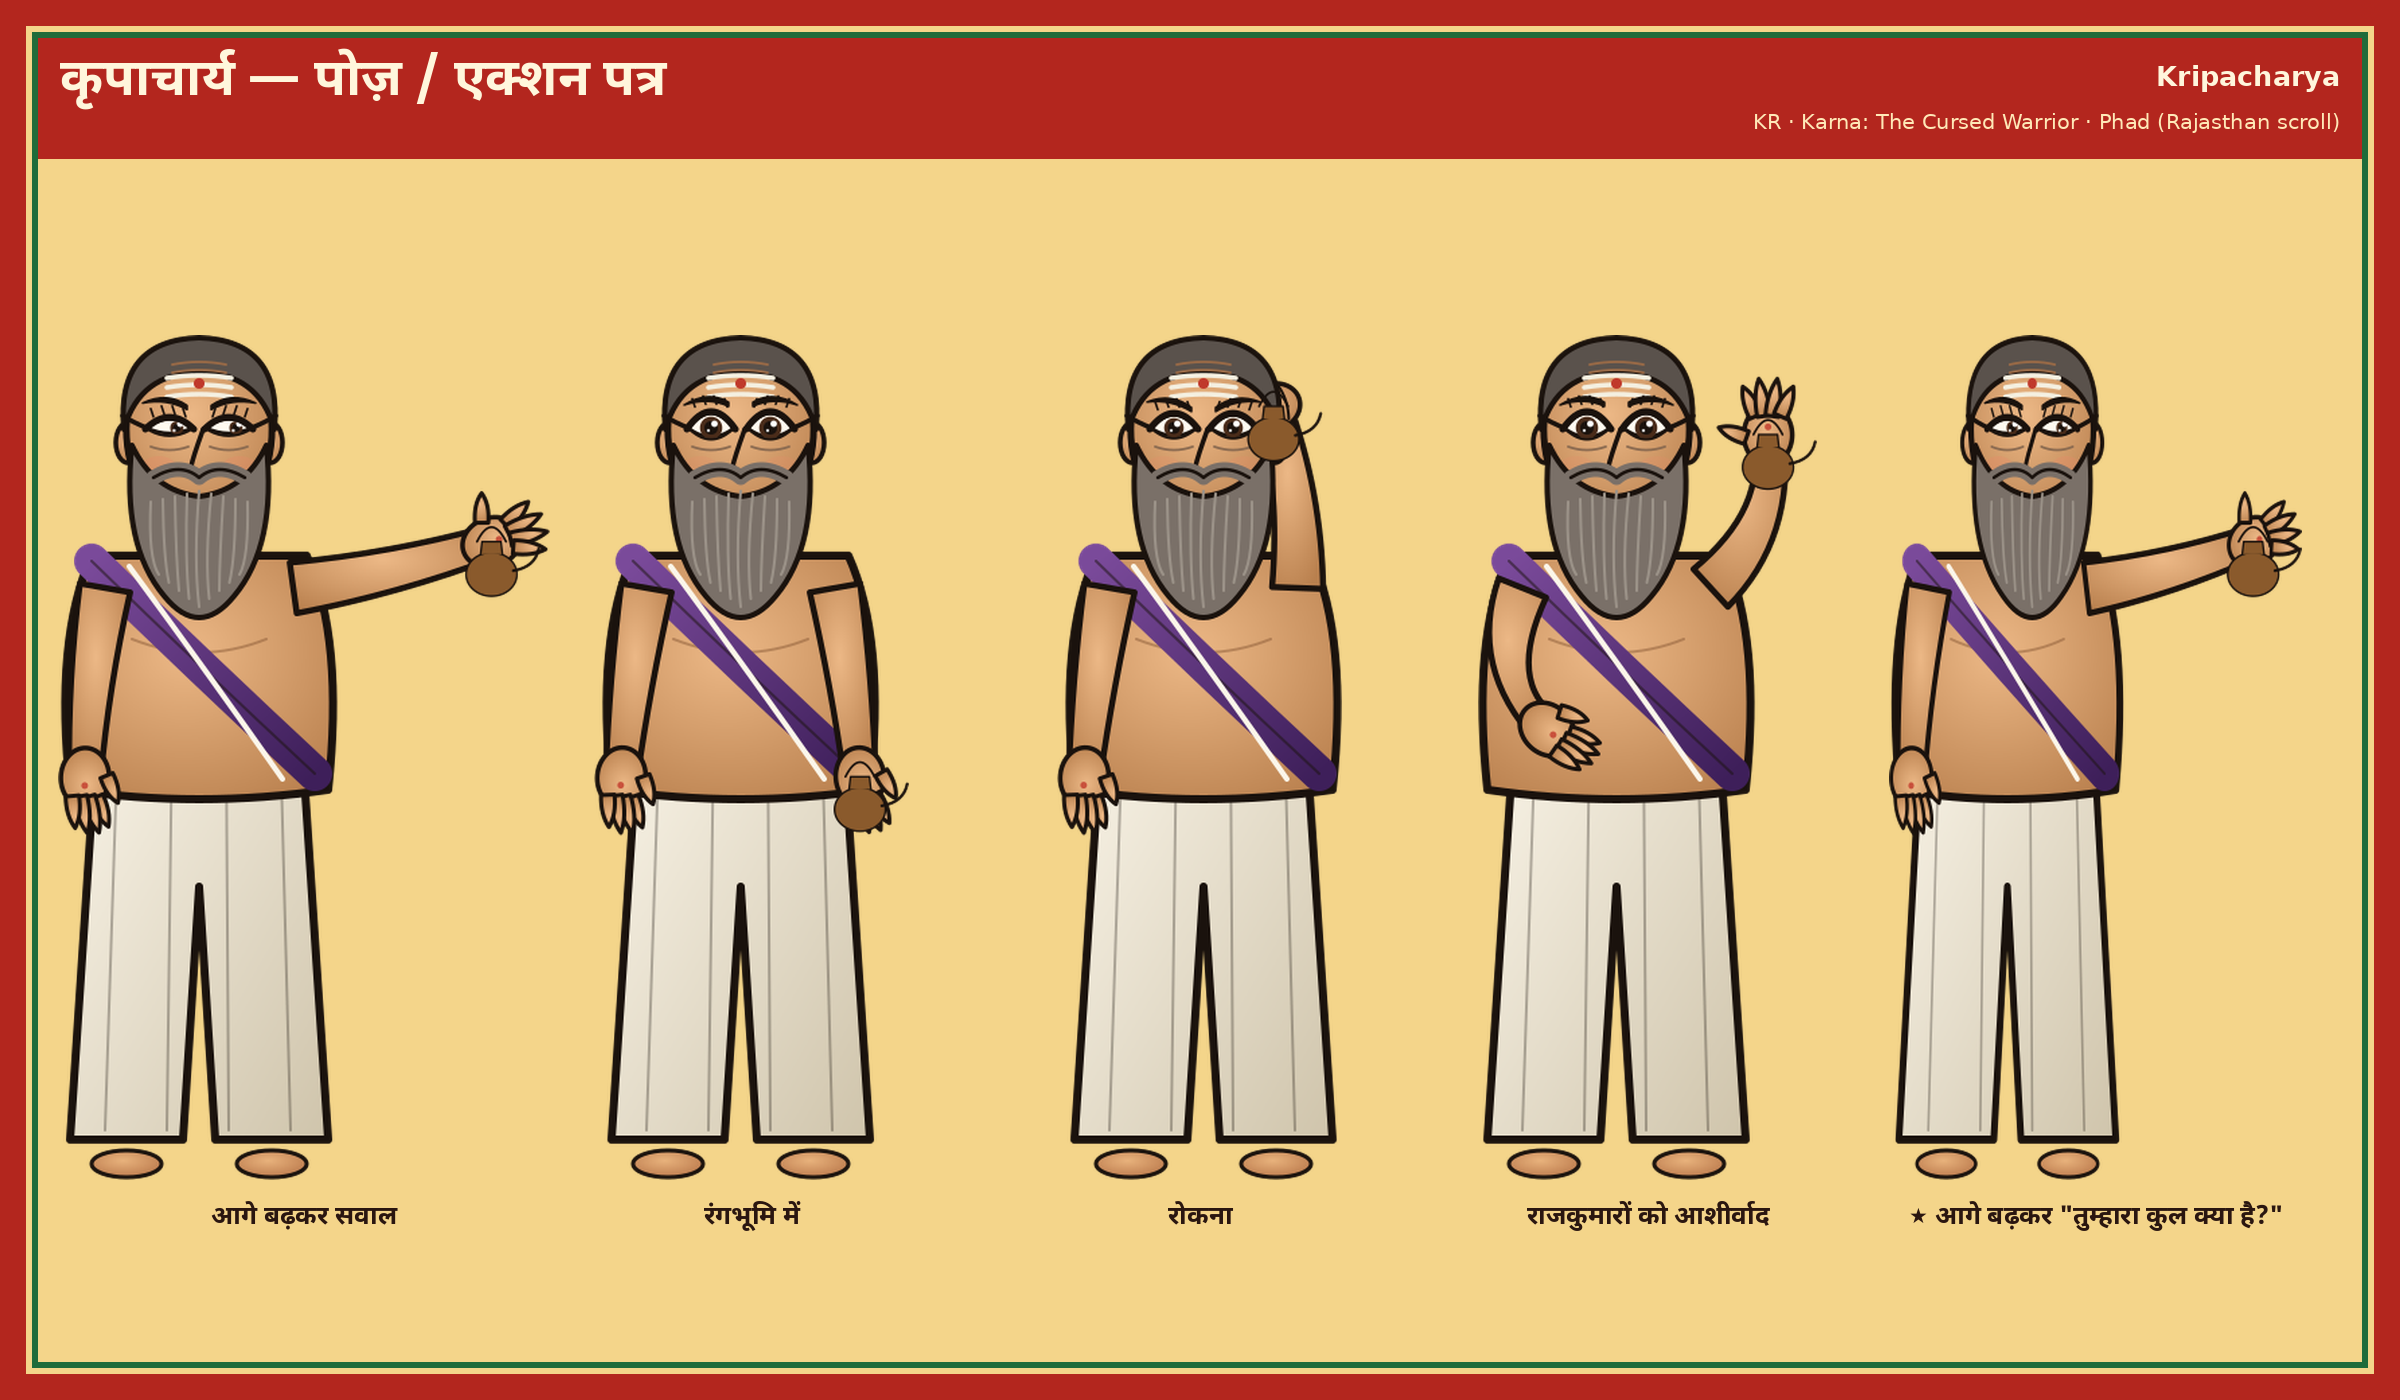 कृपाचार्य — पोज़ / एक्शन पत्र
Kripacharya
KR · Karna: The Cursed Warrior · Phad (Rajasthan scroll)
आगे बढ़कर सवाल
रंगभूमि में
रोकना
राजकुमारों को आशीर्वाद
★ आगे बढ़कर "तुम्हारा कुल क्या है?"